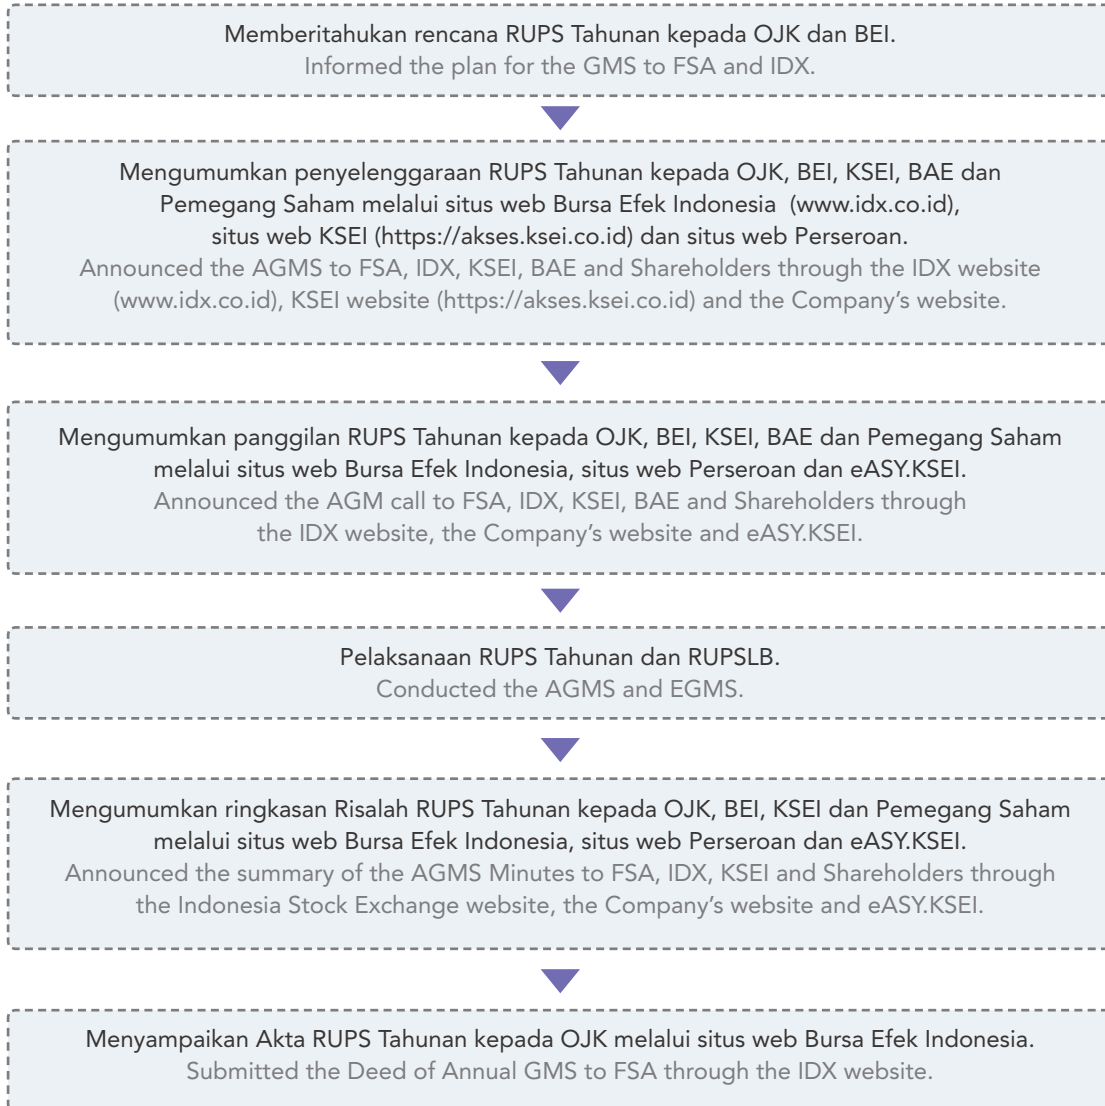 Memberitahukan rencana RUPS Tahunan kepada OJK dan BEI.
Informed the plan for the GMS to FSA and IDX.
Mengumumkan penyelenggaraan RUPS Tahunan kepada OJK, BEI, KSEI, BAE dan
Pemegang Saham melalui situs web Bursa Efek Indonesia (www.idx.co.id),
situs web KSEI (https://akses.ksei.co.id) dan situs web Perseroan.
Announced the AGMS to FSA, IDX, KSEI, BAE and Shareholders through the IDX website
(www.idx.co.id), KSEI website (https://akses.ksei.co.id) and the Company’s website.
Mengumumkan panggilan RUPS Tahunan kepada OJK, BEI, KSEI, BAE dan Pemegang Saham
melalui situs web Bursa Efek Indonesia, situs web Perseroan dan eASY.KSEI.
Announced the AGM call to FSA, IDX, KSEI, BAE and Shareholders through
the IDX website, the Company’s website and eASY.KSEI.
Pelaksanaan RUPS Tahunan dan RUPSLB.
Conducted the AGMS and EGMS.
Mengumumkan ringkasan Risalah RUPS Tahunan kepada OJK, BEI, KSEI dan Pemegang Saham
melalui situs web Bursa Efek Indonesia, situs web Perseroan dan eASY.KSEI.
Announced the summary of the AGMS Minutes to FSA, IDX, KSEI and Shareholders through
the Indonesia Stock Exchange website, the Company’s website and eASY.KSEI.
Menyampaikan Akta RUPS Tahunan kepada OJK melalui situs web Bursa Efek Indonesia.
Submitted the Deed of Annual GMS to FSA through the IDX website.